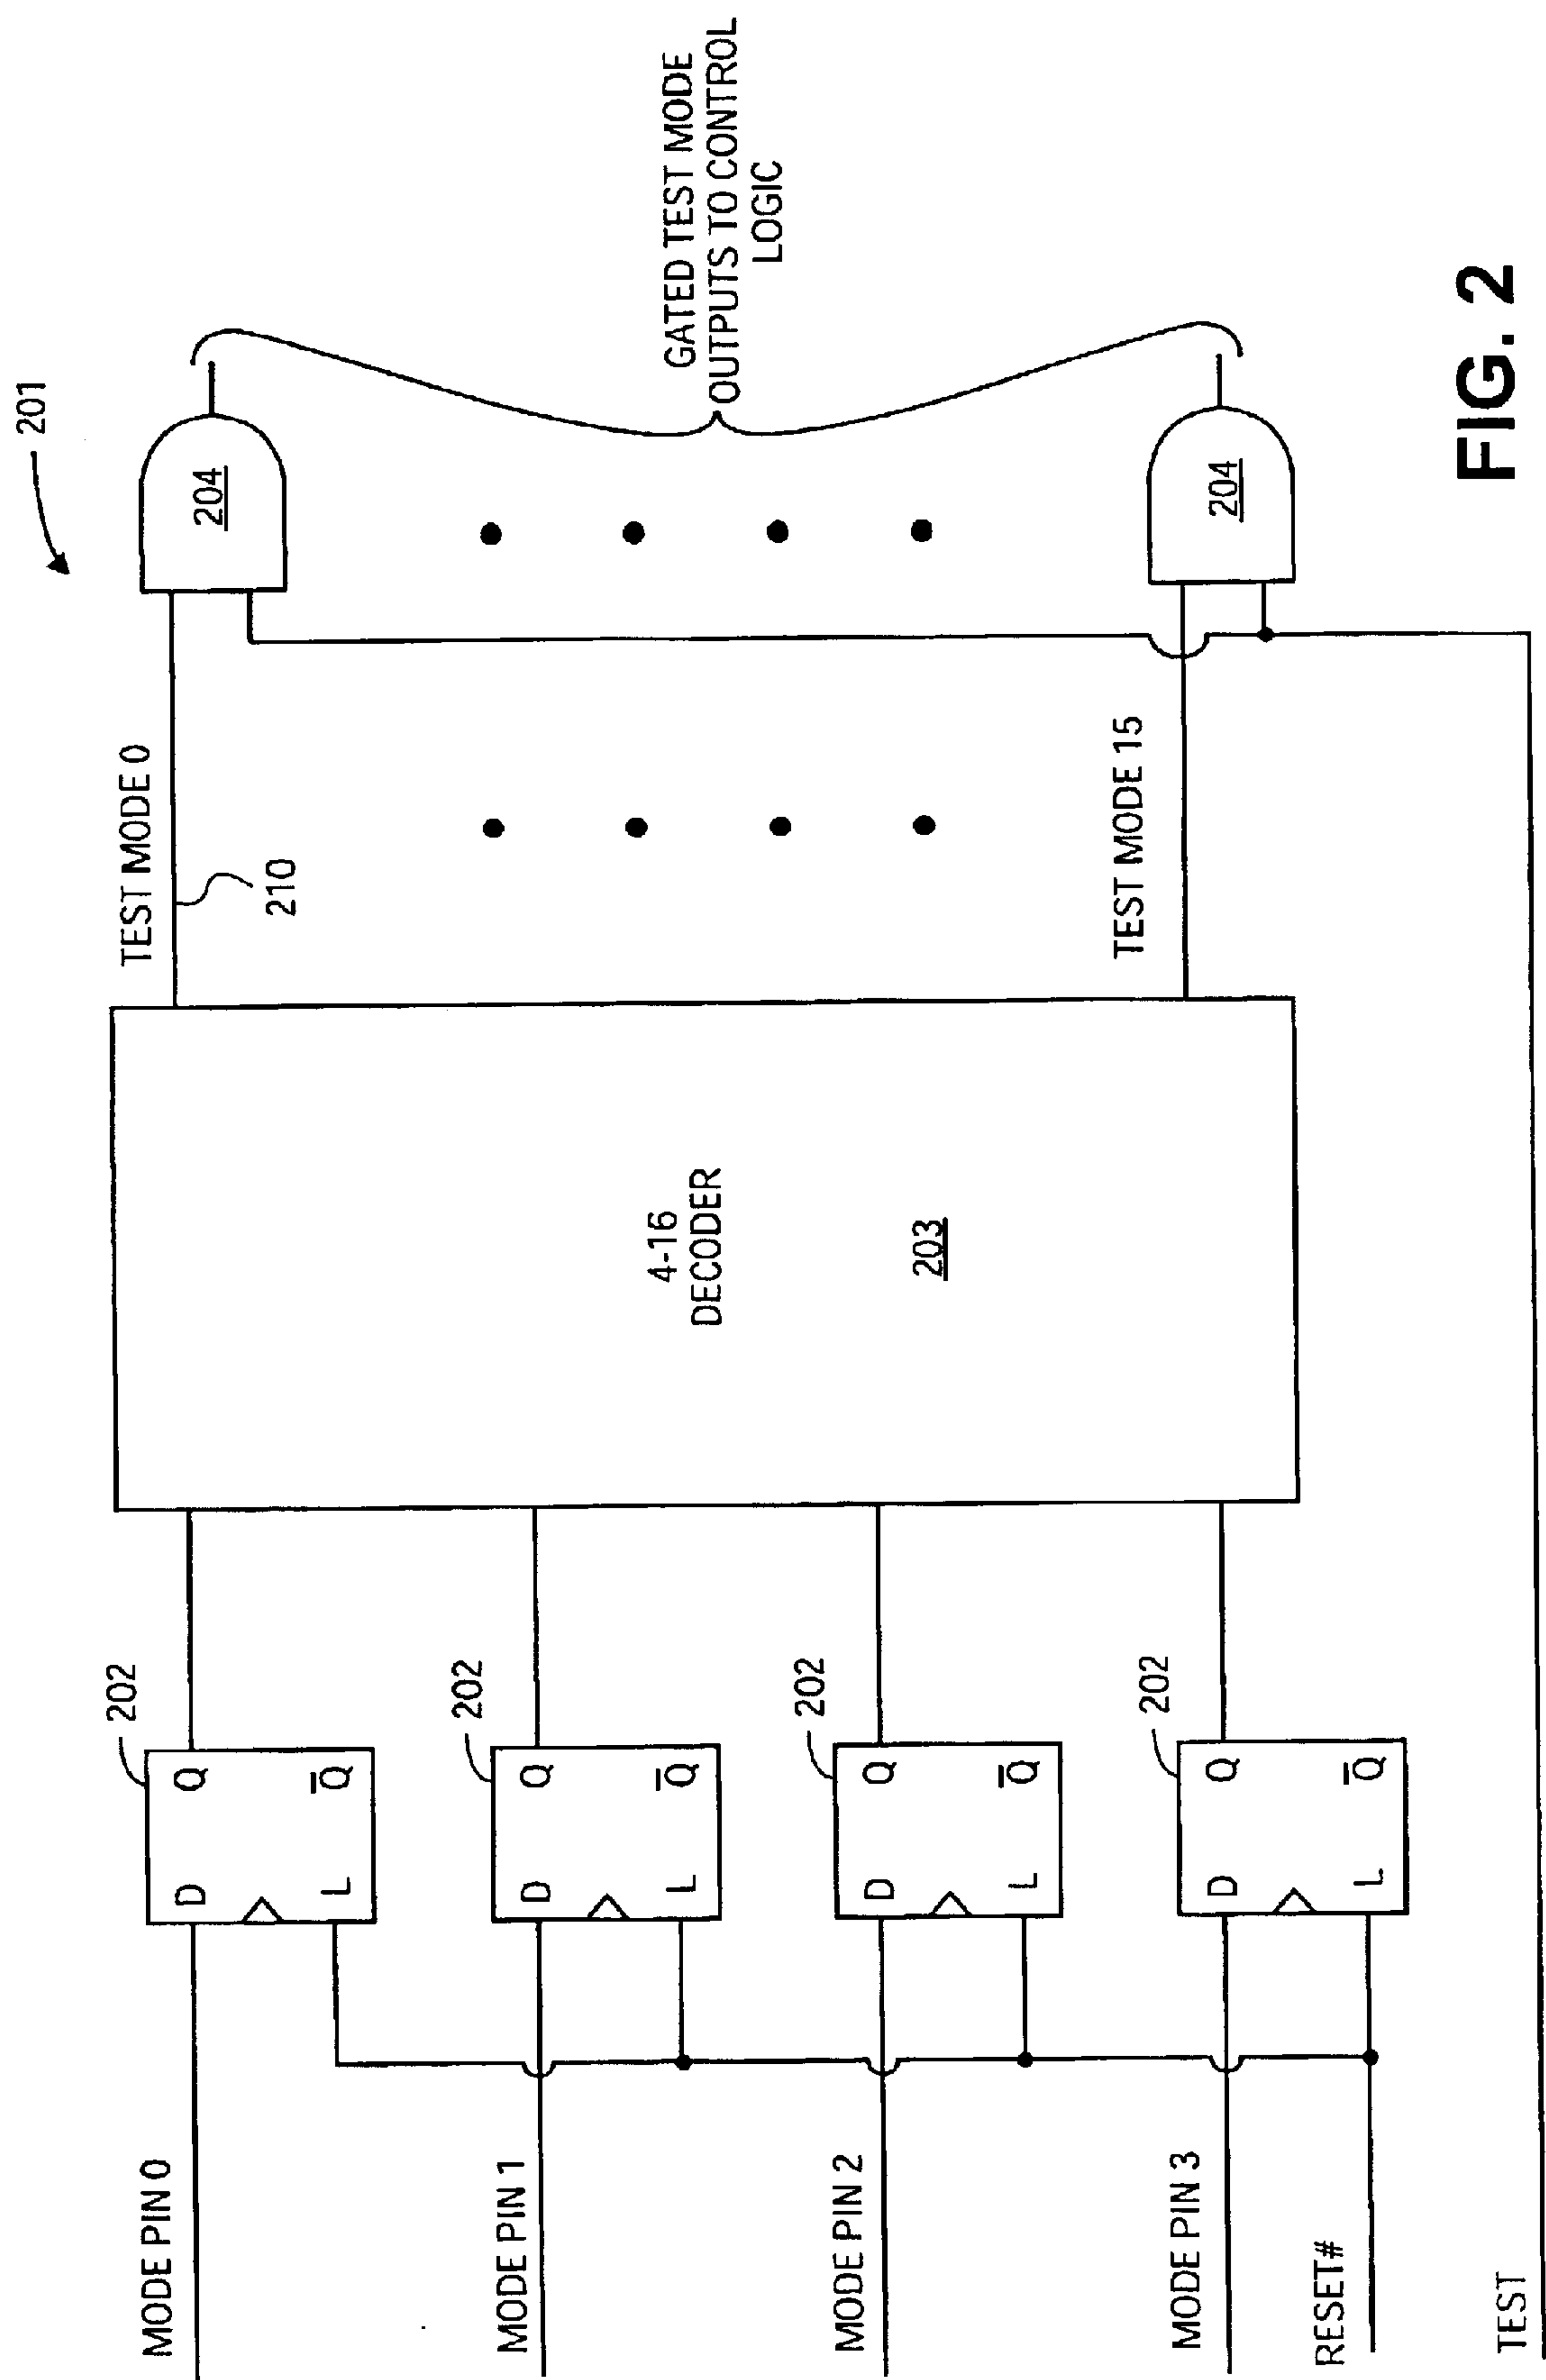 201
MODE PIN 0
202
D
Q
L
Q̅
TEST MODE 0
210
204
MODE PIN 1
202
D
Q
L
Q̅
4-16
DECODER
203
GATED TEST MODE
OUTPUTS TO CONTROL
LOGIC
MODE PIN 2
202
D
Q
L
Q̅
MODE PIN 3
202
D
Q
L
Q̅
TEST MODE 15
204
RESET#
TEST
FIG. 2